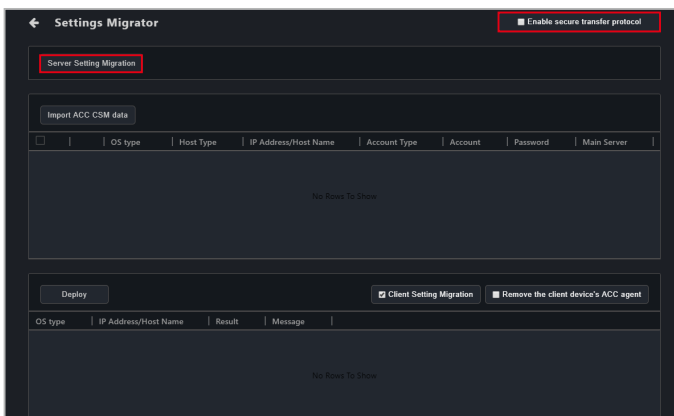 Settings Migrator
Enable secure transfer protocol
Server Setting Migration
Import ACC CSM data
OS type Host Type IP Address/Host Name Account Type Account Password Main Server
No Rows To Show
Deploy
Client Setting Migration
Remove the client device's ACC agent
OS type IP Address/Host Name Result Message
No Rows To Show